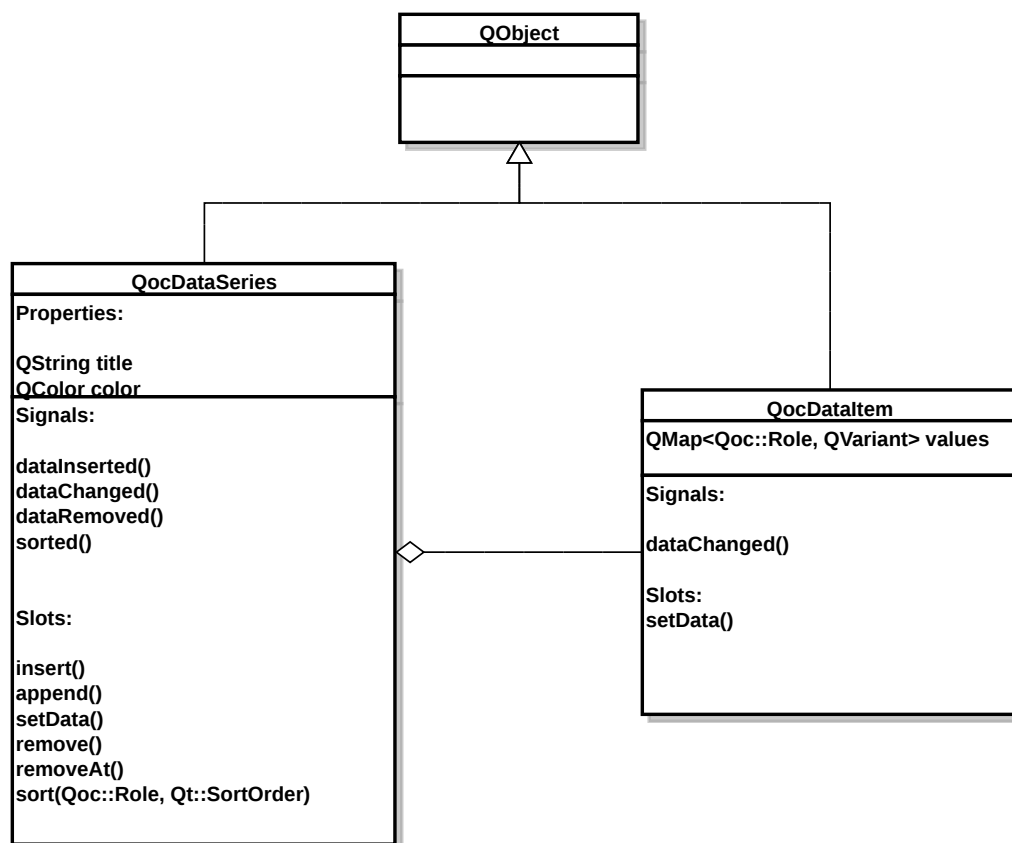 QObject
QocDataSeries
Properties:
QString title
QColor color
Signals:
dataInserted()
dataChanged()
dataRemoved()
sorted()
Slots:
insert()
append()
setData()
remove()
removeAt()
sort(Qoc::Role, Qt::SortOrder)
QocDataItem
QMap<Qoc::Role, QVariant> values
Signals:
dataChanged()
Slots:
setData()